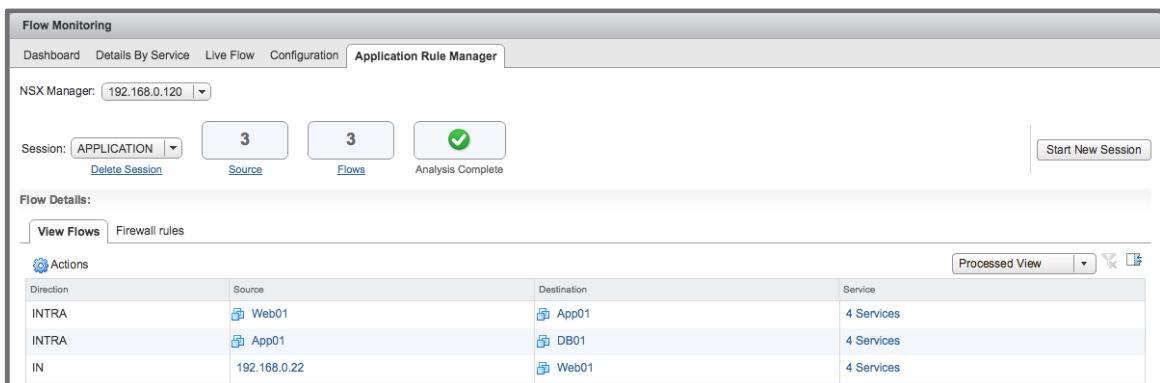 Flow Monitoring
Dashboard Details By Service Live Flow Configuration Application Rule Manager
NSX Manager: 192.168.0.120
3 3
Session: APPLICATION Start New Session
Delete Session Source Flows Analysis Complete
Flow Details:
View Flows Firewall rules
Actions Processed View
Direction Source Destination Service
INTRA Web01 App01 4 Services
INTRA App01 DB01 4 Services
IN 192.168.0.22 Web01 4 Services